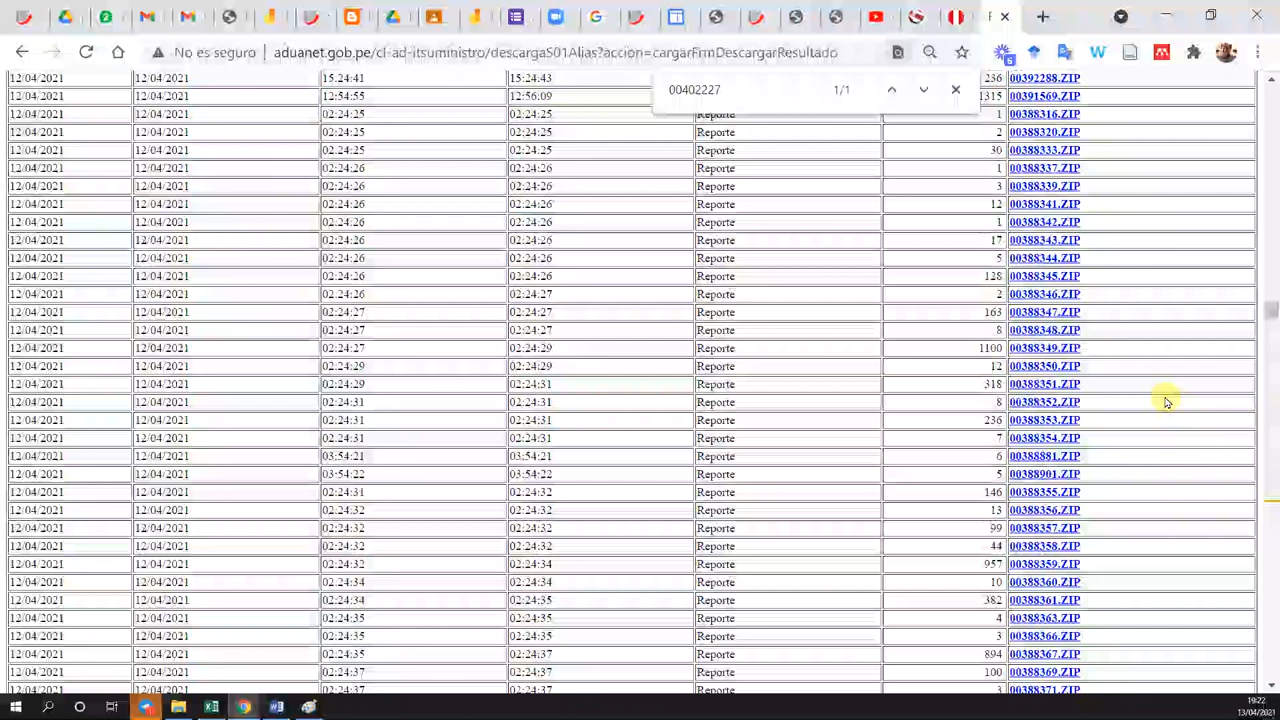 No es seguro aduanet.gob.pe/cl-ad-itsuministro/descargaS01Alias?accion=cargarFrmDescargarResultado
00402227 1/1
12/04/2021 12/04/2021 15:24:41 15:24:43 236 00392288.ZIP
12/04/2021 12/04/2021 12:54:55 12:56:09 1315 00391569.ZIP
12/04/2021 12/04/2021 02:24:25 02:24:25 Reporte 1 00388316.ZIP
12/04/2021 12/04/2021 02:24:25 02:24:25 Reporte 2 00388320.ZIP
12/04/2021 12/04/2021 02:24:25 02:24:25 Reporte 30 00388333.ZIP
12/04/2021 12/04/2021 02:24:26 02:24:26 Reporte 1 00388337.ZIP
12/04/2021 12/04/2021 02:24:26 02:24:26 Reporte 3 00388339.ZIP
12/04/2021 12/04/2021 02:24:26 02:24:26 Reporte 12 00388341.ZIP
12/04/2021 12/04/2021 02:24:26 02:24:26 Reporte 1 00388342.ZIP
12/04/2021 12/04/2021 02:24:26 02:24:26 Reporte 17 00388343.ZIP
12/04/2021 12/04/2021 02:24:26 02:24:26 Reporte 5 00388344.ZIP
12/04/2021 12/04/2021 02:24:26 02:24:26 Reporte 128 00388345.ZIP
12/04/2021 12/04/2021 02:24:26 02:24:27 Reporte 2 00388346.ZIP
12/04/2021 12/04/2021 02:24:27 02:24:27 Reporte 163 00388347.ZIP
12/04/2021 12/04/2021 02:24:27 02:24:27 Reporte 8 00388348.ZIP
12/04/2021 12/04/2021 02:24:27 02:24:29 Reporte 1100 00388349.ZIP
12/04/2021 12/04/2021 02:24:29 02:24:29 Reporte 12 00388350.ZIP
12/04/2021 12/04/2021 02:24:29 02:24:31 Reporte 318 00388351.ZIP
12/04/2021 12/04/2021 02:24:31 02:24:31 Reporte 8 00388352.ZIP
12/04/2021 12/04/2021 02:24:31 02:24:31 Reporte 236 00388353.ZIP
12/04/2021 12/04/2021 02:24:31 02:24:31 Reporte 7 00388354.ZIP
12/04/2021 12/04/2021 03:54:21 03:54:21 Reporte 6 00388881.ZIP
12/04/2021 12/04/2021 03:54:22 03:54:22 Reporte 5 00388901.ZIP
12/04/2021 12/04/2021 02:24:31 02:24:32 Reporte 146 00388355.ZIP
12/04/2021 12/04/2021 02:24:32 02:24:32 Reporte 13 00388356.ZIP
12/04/2021 12/04/2021 02:24:32 02:24:32 Reporte 99 00388357.ZIP
12/04/2021 12/04/2021 02:24:32 02:24:32 Reporte 44 00388358.ZIP
12/04/2021 12/04/2021 02:24:32 02:24:34 Reporte 957 00388359.ZIP
12/04/2021 12/04/2021 02:24:34 02:24:34 Reporte 10 00388360.ZIP
12/04/2021 12/04/2021 02:24:34 02:24:35 Reporte 382 00388361.ZIP
12/04/2021 12/04/2021 02:24:35 02:24:35 Reporte 4 00388363.ZIP
12/04/2021 12/04/2021 02:24:35 02:24:35 Reporte 3 00388366.ZIP
12/04/2021 12/04/2021 02:24:35 02:24:37 Reporte 894 00388367.ZIP
12/04/2021 12/04/2021 02:24:37 02:24:37 Reporte 100 00388369.ZIP
12/04/2021 12/04/2021 02:24:37 02:24:37 Reporte 3 00388371.ZIP
19:22
13/04/2021